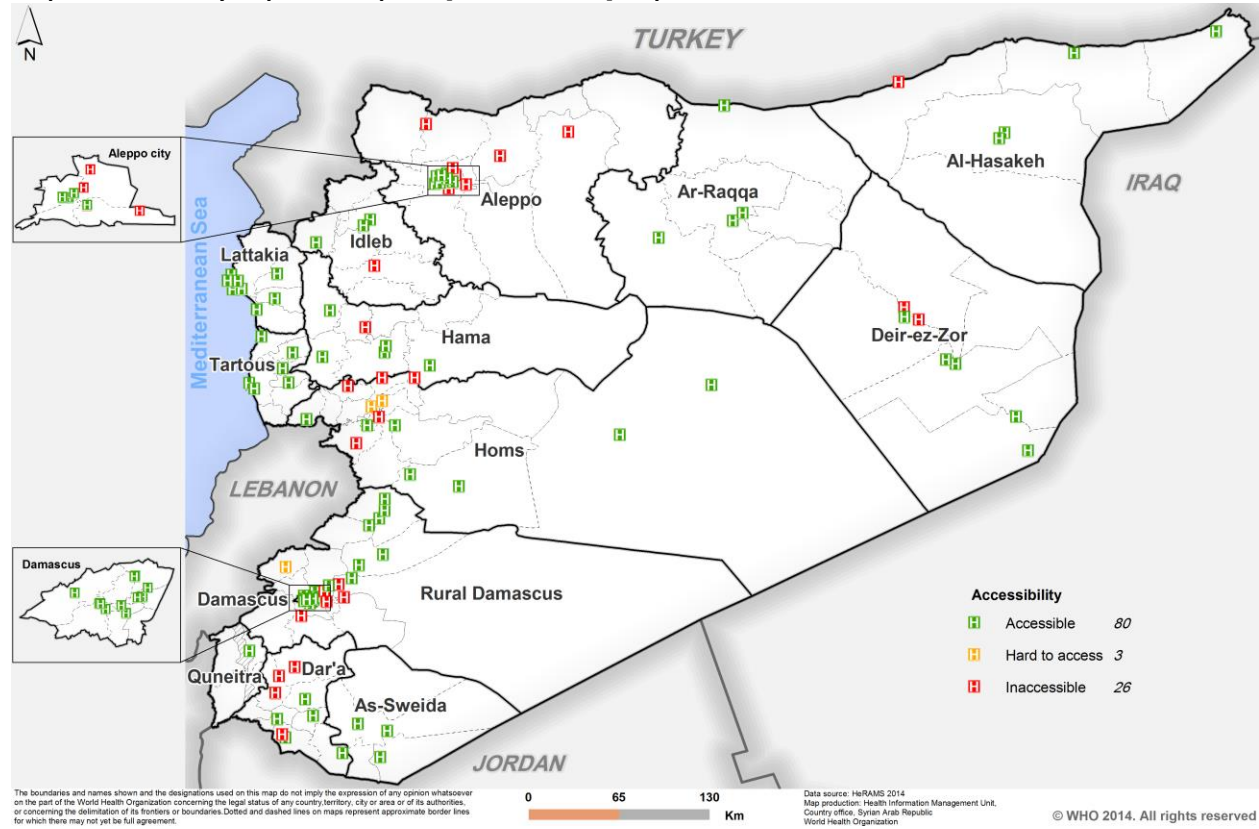 TURKEY
N
Aleppo city
Al-Hasakeh
IRAQ
Ar-Raqqa
Aleppo
Mediterranean Sea
Idleb
Lattakia
Deir-ez-Zor
Hama
Tartous
Homs
LEBANON
Damascus
Rural Damascus
Damascus
Accessibility
Accessible 80
Hard to access 3
Inaccessible 26
Quneitra
Dar'a
As-Sweida
JORDAN
The boundaries and names shown and the designations used on this map do not imply the expression of any opinion whatsoever
on the part of the World Health Organization concerning the legal status of any country,territory, city or area or of its authorities,
or concerning the delimitation of its frontiers or boundaries.Dotted and dashed lines on maps represent approximate border lines
for which there may not yet be full agreement.
0 65 130
Km
Data source: HeRAMS 2014
Map production: Health Information Management Unit,
Country office, Syrian Arab Republic
World Health Organization
© WHO 2014. All rights reserved